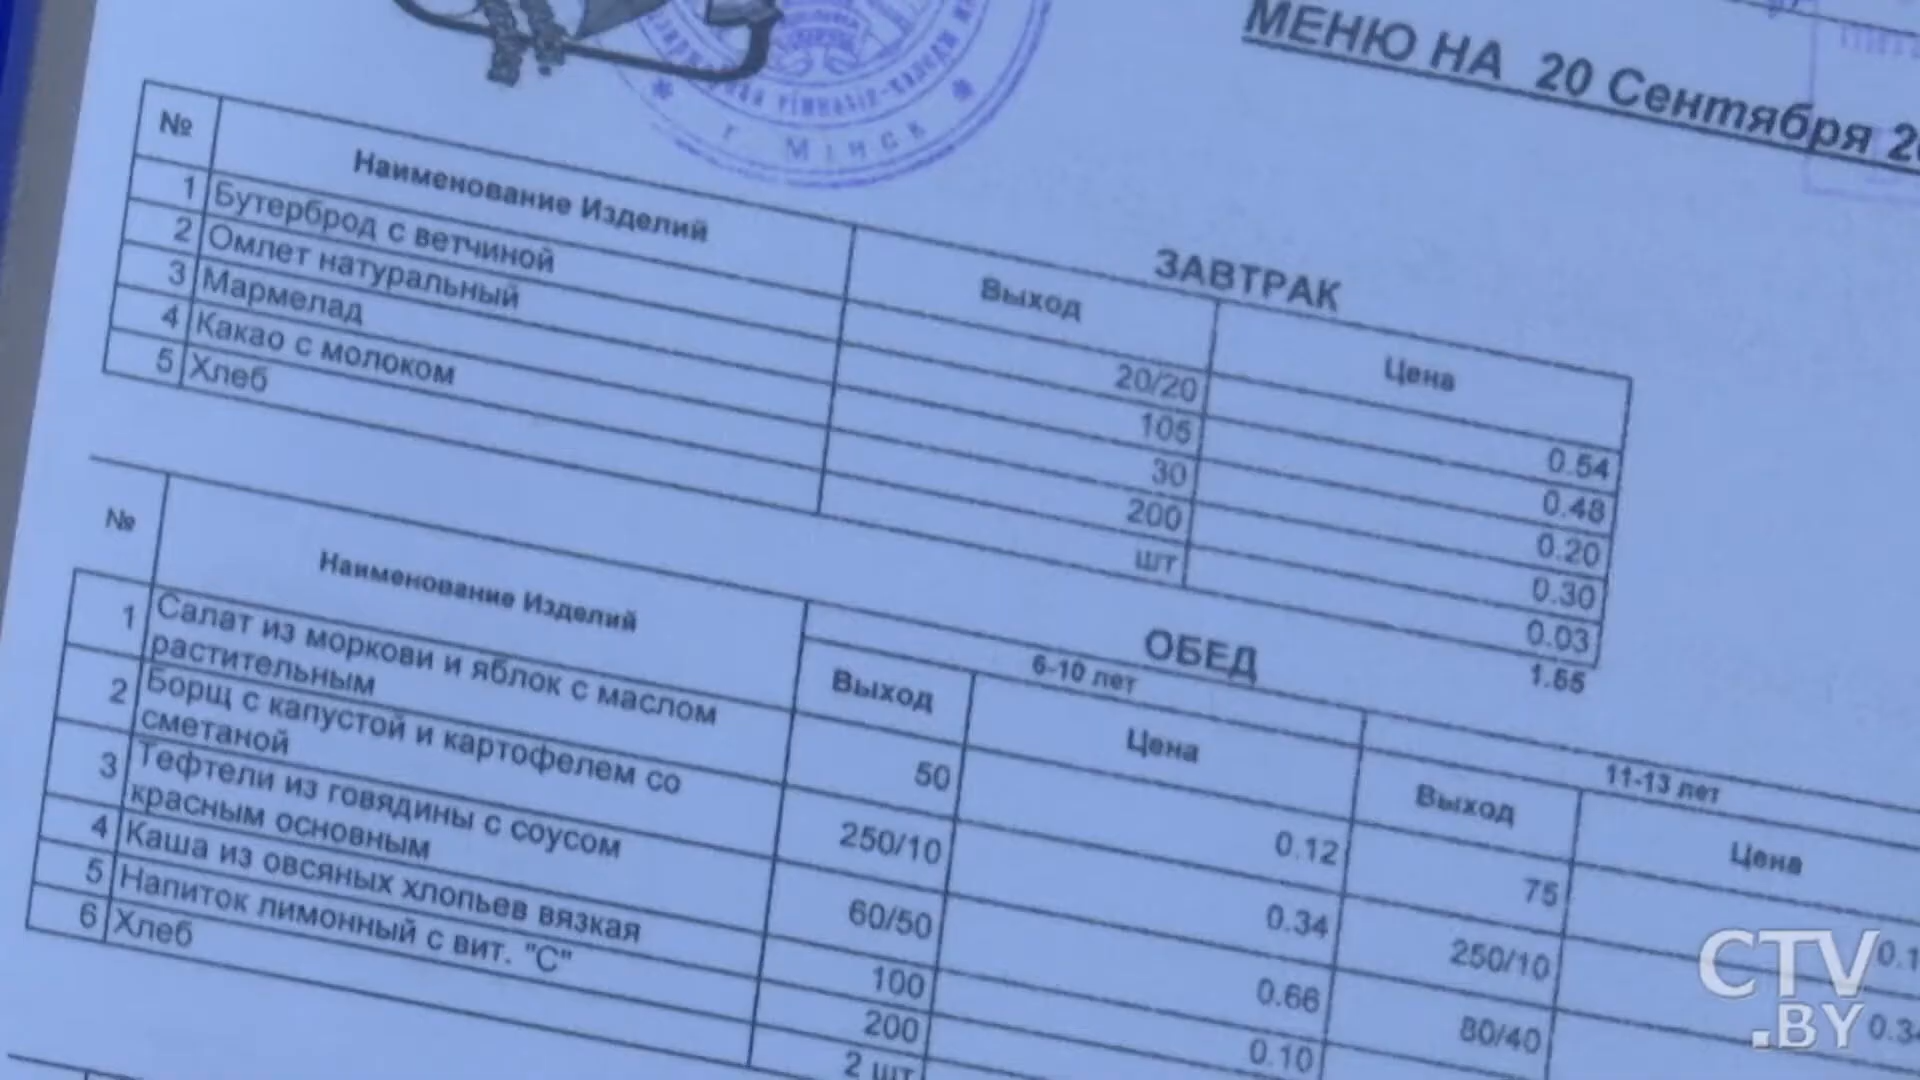 МЕНЮ НА 20 Сентября
г. Мінск
ЗАВТРАК
№ Наименование Изделий Выход Цена
1 Бутерброд с ветчиной 20/20 0.54
2 Омлет натуральный 105 0.48
3 Мармелад 30 0.20
4 Какао с молоком 200 0.30
5 Хлеб шт 0.03
1.55
ОБЕД
№ Наименование Изделий 6-10 лет 11-13 лет
Выход Цена Выход Цена
1 Салат из моркови и яблок с маслом
растительным 50 0.12 75
2 Борщ с капустой и картофелем со
сметаной 250/10 0.34 250/10
3 Тефтели из говядины с соусом
красным основным 60/50 0.66 80/40
4 Каша из овсяных хлопьев вязкая 100 0.10
5 Напиток лимонный с вит. "С" 200
6 Хлеб 2 шт
CTV
.BY